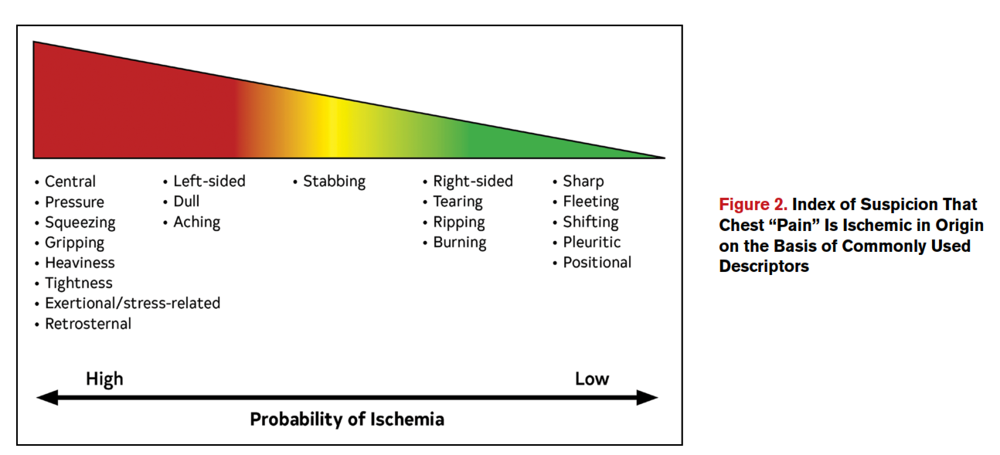 • Central
• Pressure
• Squeezing
• Gripping
• Heaviness
• Tightness
• Exertional/stress-related
• Retrosternal
• Left-sided
• Dull
• Aching
• Stabbing
• Right-sided
• Tearing
• Ripping
• Burning
• Sharp
• Fleeting
• Shifting
• Pleuritic
• Positional
High
Low
Probability of Ischemia
Figure 2. Index of Suspicion That
Chest “Pain” Is Ischemic in Origin
on the Basis of Commonly Used
Descriptors